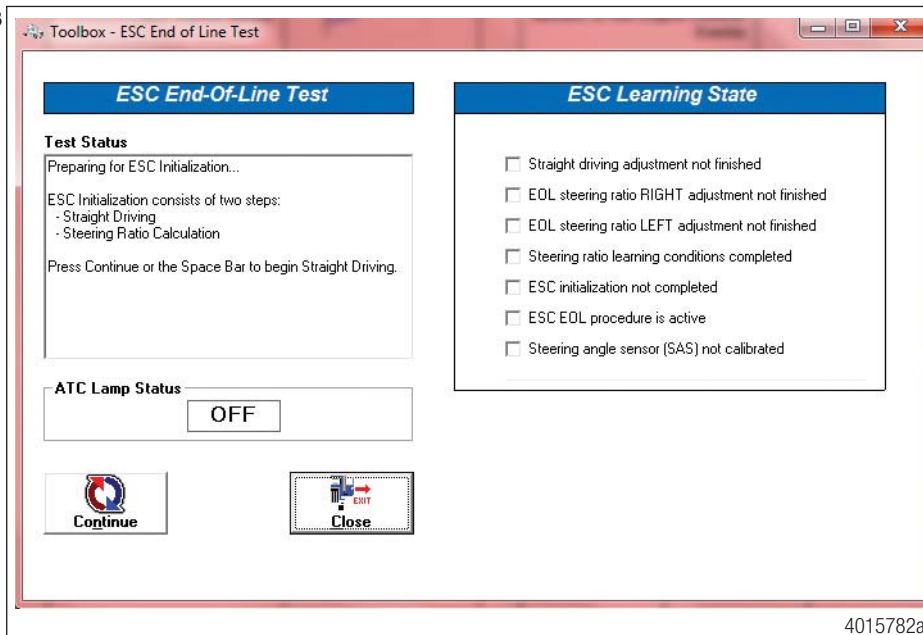 Toolbox - ESC End of Line Test
ESC End-Of-Line Test
Test Status
Preparing for ESC Initialization...
ESC Initialization consists of two steps:
- Straight Driving
- Steering Ratio Calculation
Press Continue or the Space Bar to begin Straight Driving.
ATC Lamp Status
OFF
Continue
EXIT
Close
ESC Learning State
Straight driving adjustment not finished
EOL steering ratio RIGHT adjustment not finished
EOL steering ratio LEFT adjustment not finished
Steering ratio learning conditions completed
ESC initialization not completed
ESC EOL procedure is active
Steering angle sensor (SAS) not calibrated
4015782a